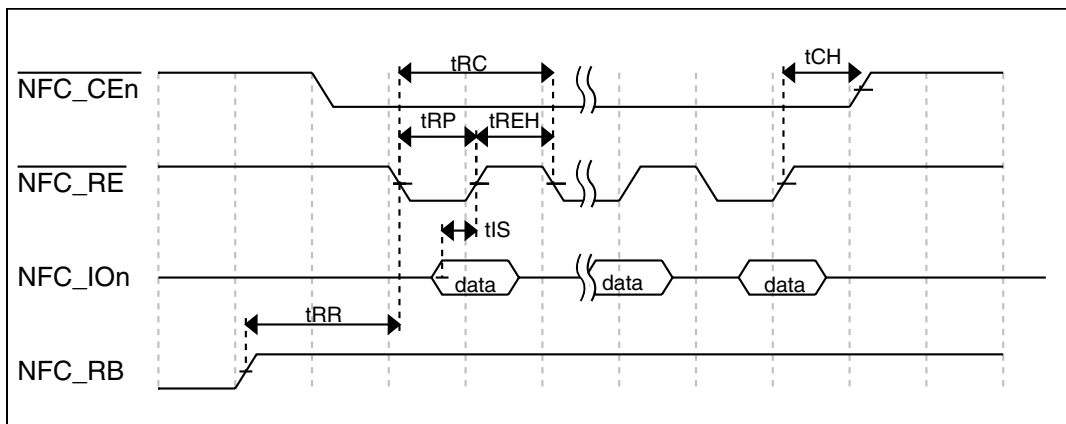 tRC
tCH
NFC_CEn
tRP
tREH
NFC_RE
tIS
NFC_IOn
data
data
data
tRR
NFC_RB